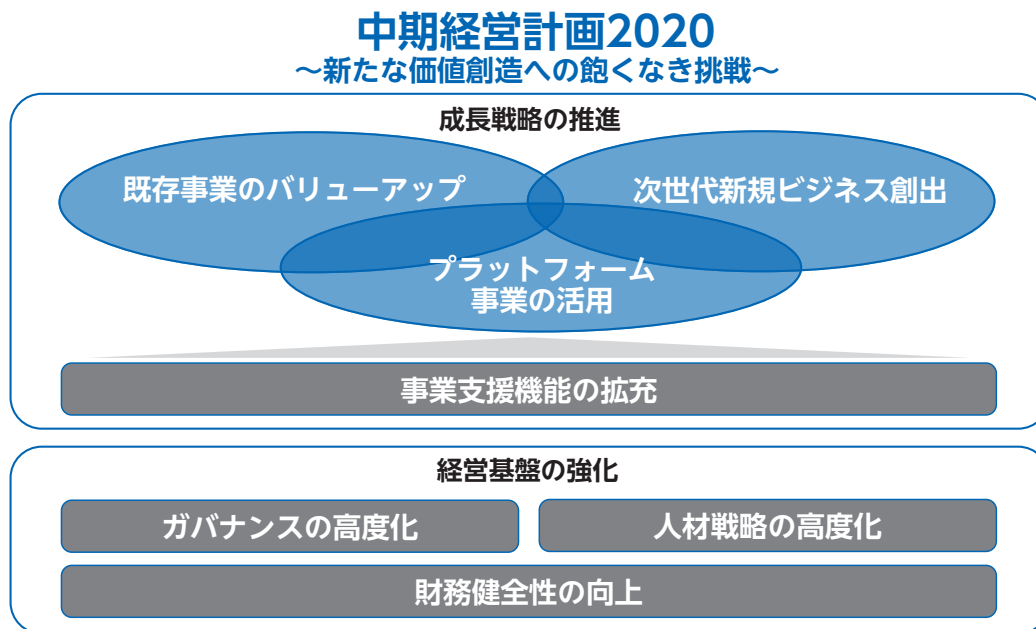 中期経営計画2020
～新たな価値創造への飽くなき挑戦～
成長戦略の推進
既存事業のバリューアップ
次世代新規ビジネス創出
プラットフォーム
事業の活用
事業支援機能の拡充
経営基盤の強化
ガバナンスの高度化
人材戦略の高度化
財務健全性の向上